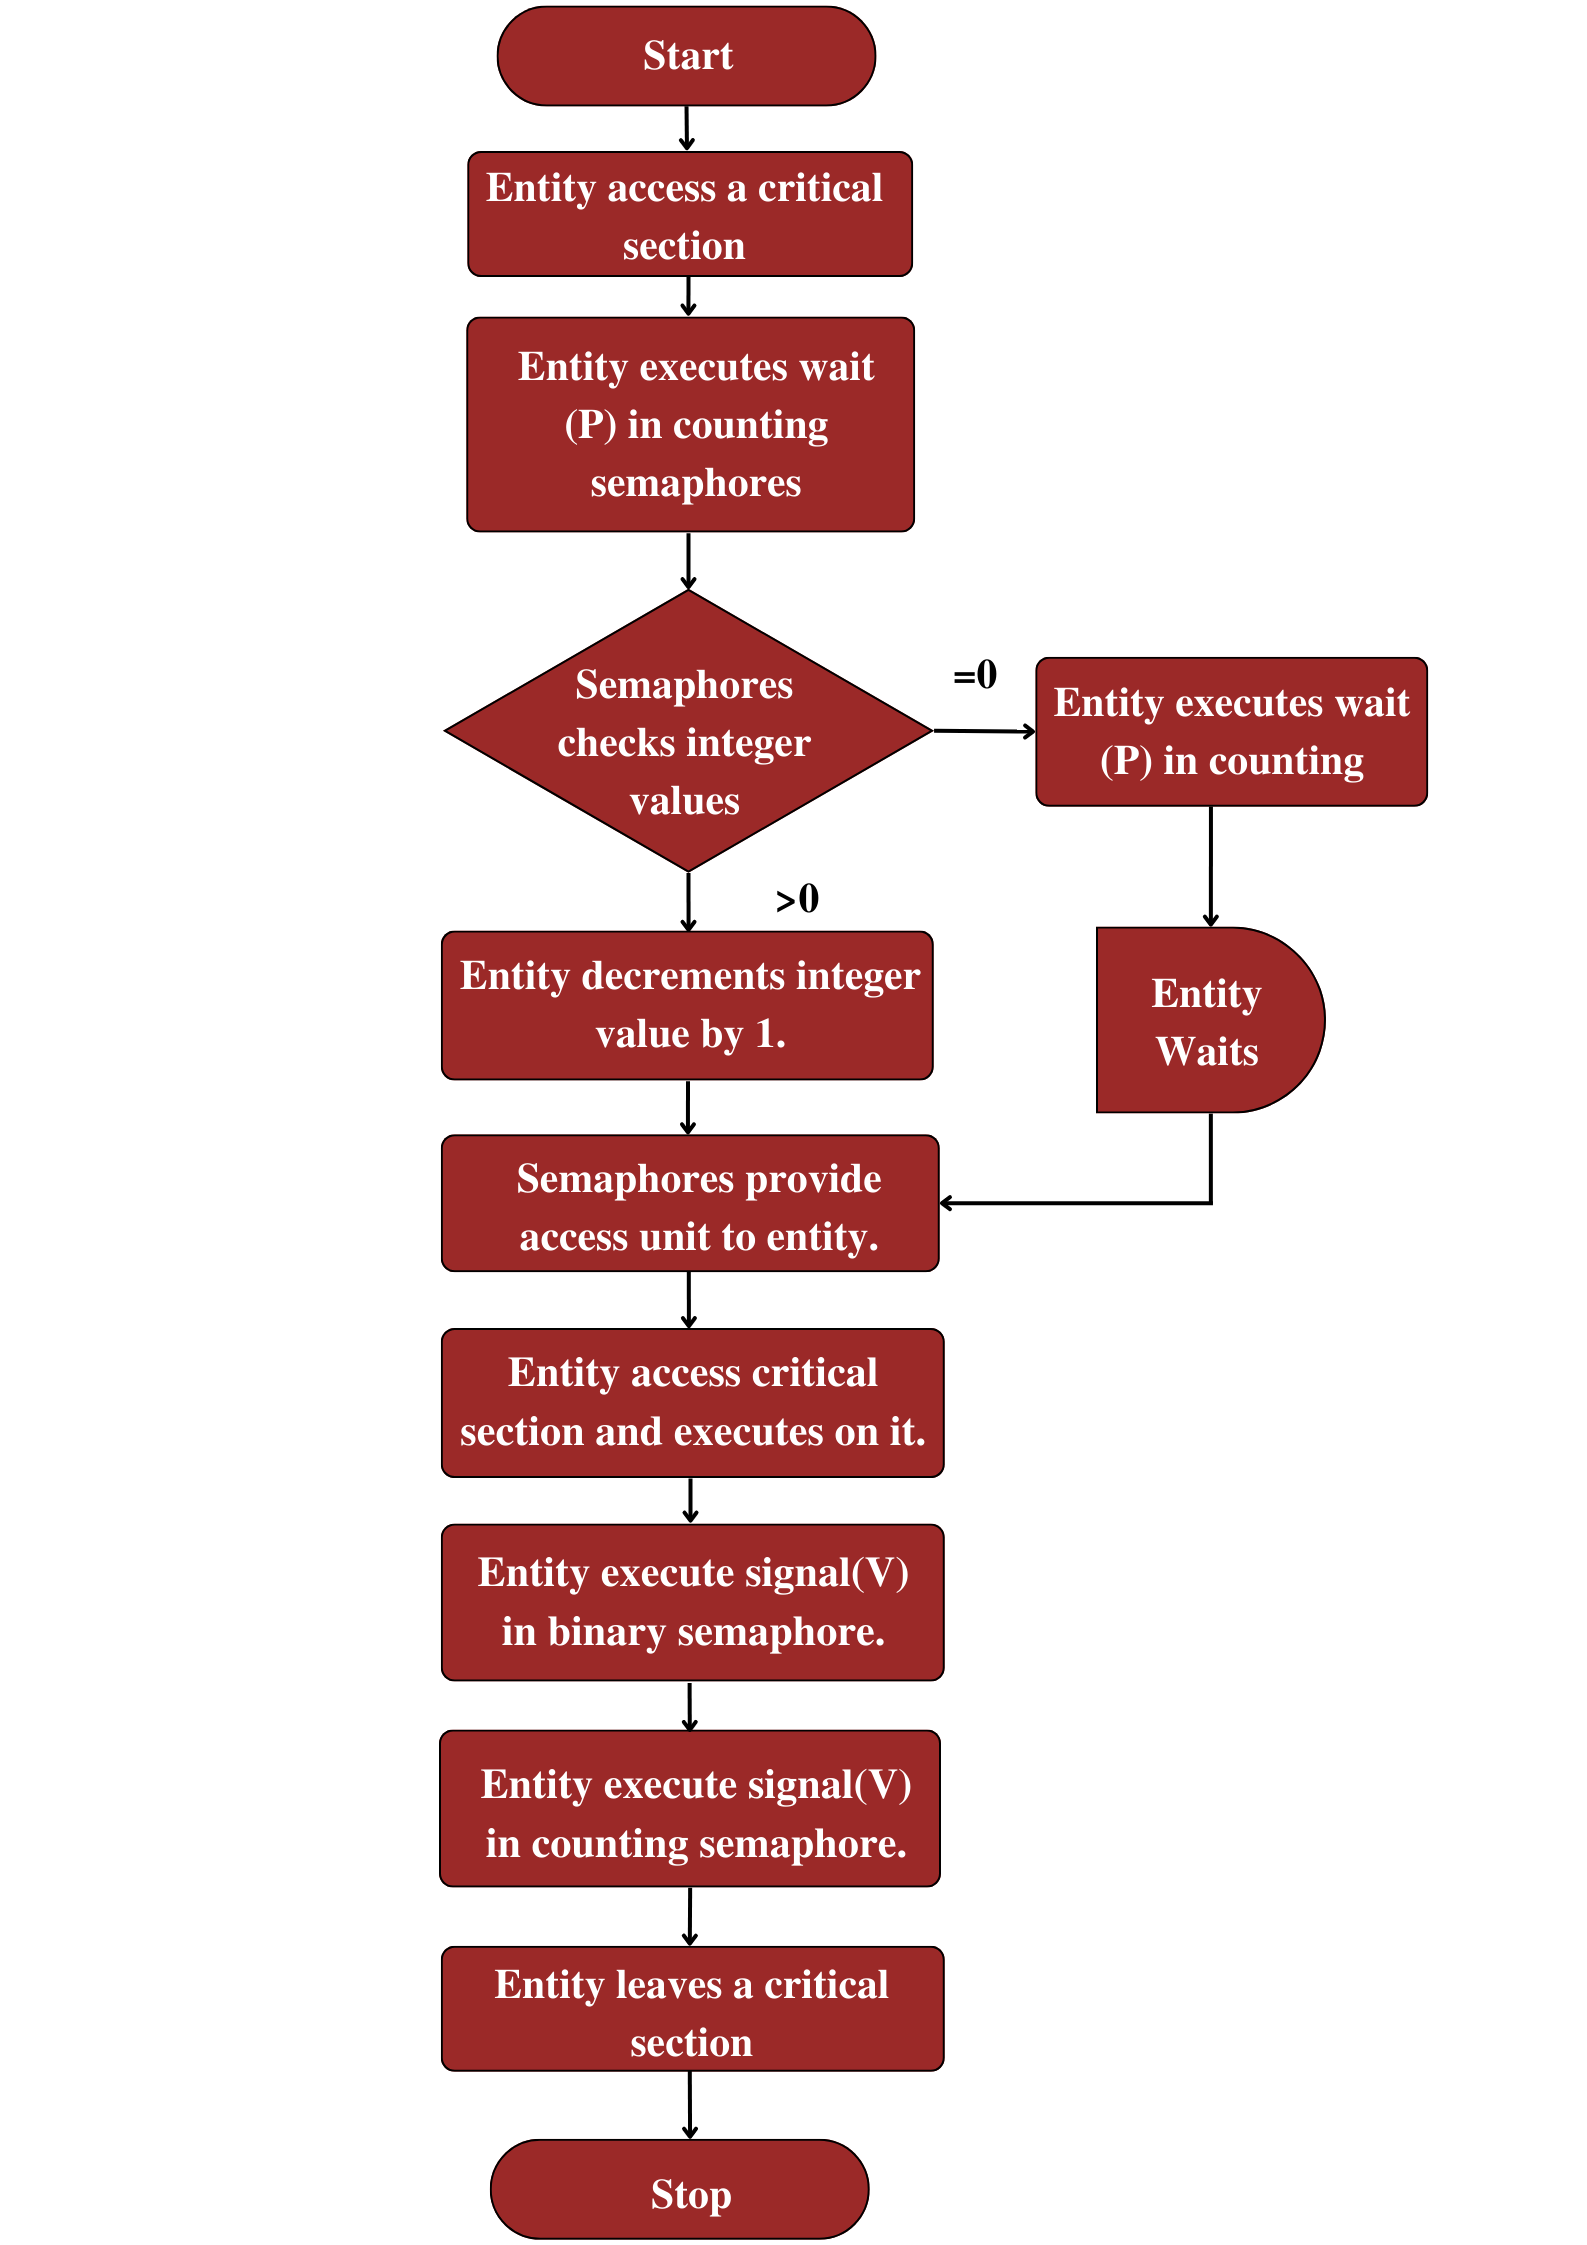 Start
Entity access a critical
section
Entity executes wait
(P) in counting
semaphores
Semaphores
checks integer
values
=0
Entity executes wait
(P) in counting
>0
Entity decrements integer
value by 1.
Entity
Waits
Semaphores provide
access unit to entity.
Entity access critical
section and executes on it.
Entity execute signal(V)
in binary semaphore.
Entity execute signal(V)
in counting semaphore.
Entity leaves a critical
section
Stop